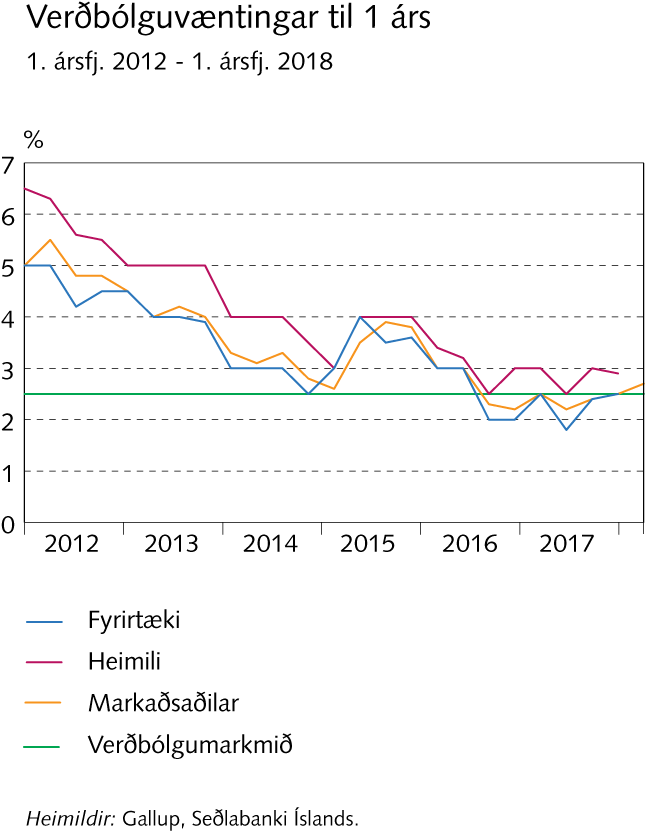 Verðbólguvæntingar til 1 árs
1. ársfj. 2012 - 1. ársfj. 2018
%
7
6
5
4
3
2
1
0
2012 2013 2014 2015 2016 2017
Fyrirtæki
Heimili
Markaðsaðilar
Verðbólgumarkmið
Heimildir: Gallup, Seðlabanki Íslands.